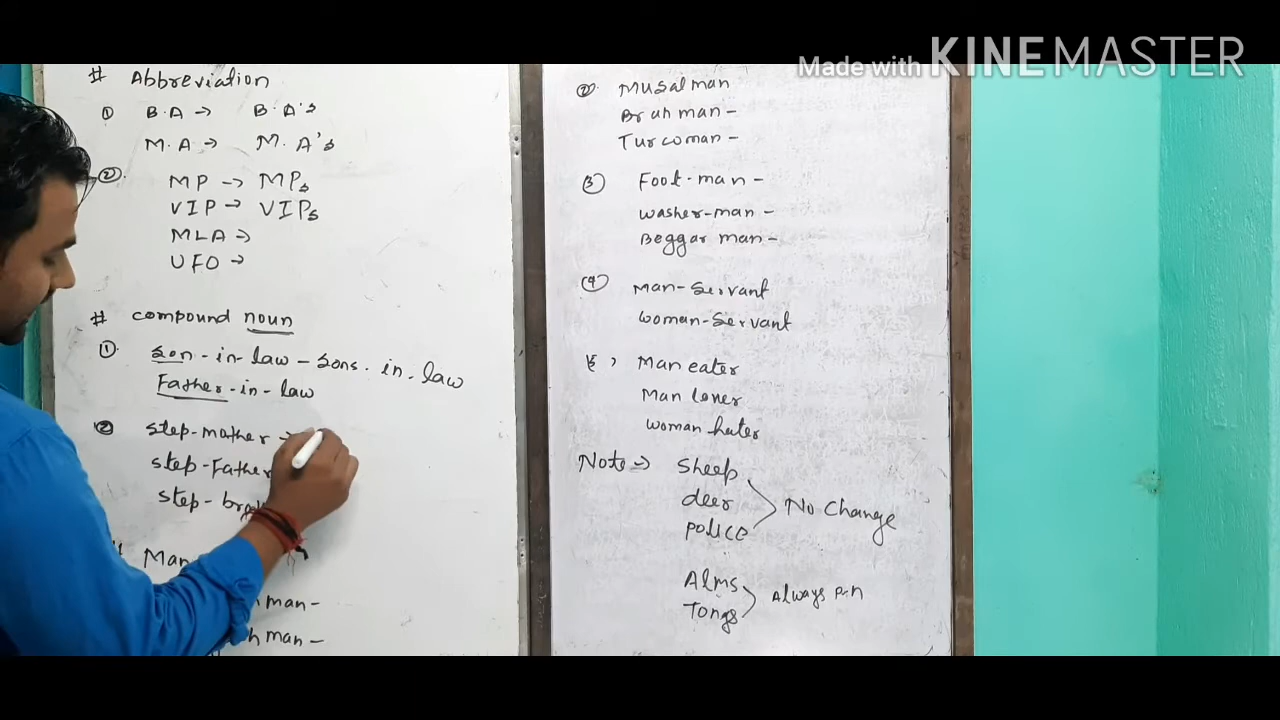 Made with KINEMASTER
# Abbreviation
① B.A → B.A's
M.A → M.A's
②. MP → MPs
VIP → VIPs
MLA →
UFO →
# compound noun
①. Son-in-law - Sons-in-law
Father-in-law
② Step-mother →
Step-Father
Step-
Man
man-
hman-
② Musalman
Brahman-
Turcoman-
③ Foot-man-
washer-man-
Beggar man-
④ Man-Servant
woman-Servant
Man eater
Man lover
woman hater
Note → Sheep
deer
police
No Change
Alms
Tongs
Always P.N